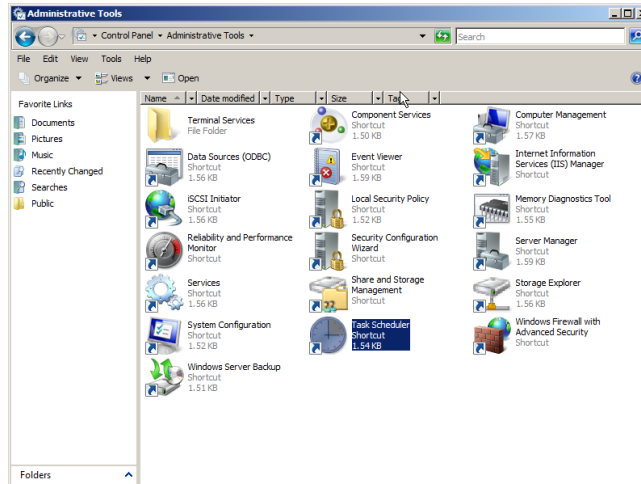 Administrative Tools
Control Panel Administrative Tools
Search
File Edit View Tools Help
Organize Views Open
Favorite Links
Documents
Pictures
Music
Recently Changed
Searches
Public
Folders
Name Date modified Type Size Tags
Terminal Services
File Folder
Component Services
Shortcut
1.50 KB
Computer Management
Shortcut
1.57 KB
Data Sources (ODBC)
Shortcut
1.56 KB
Event Viewer
Shortcut
1.59 KB
Internet Information
Services (IIS) Manager
Shortcut
iSCSI Initiator
Shortcut
1.56 KB
Local Security Policy
Shortcut
1.52 KB
Memory Diagnostics Tool
Shortcut
1.55 KB
Reliability and Performance
Monitor
Shortcut
Security Configuration
Wizard
Shortcut
Server Manager
Shortcut
1.59 KB
Services
Shortcut
1.56 KB
Share and Storage
Management
Shortcut
Storage Explorer
Shortcut
1.56 KB
System Configuration
Shortcut
1.52 KB
Task Scheduler
Shortcut
1.54 KB
Windows Firewall with
Advanced Security
Shortcut
Windows Server Backup
Shortcut
1.51 KB